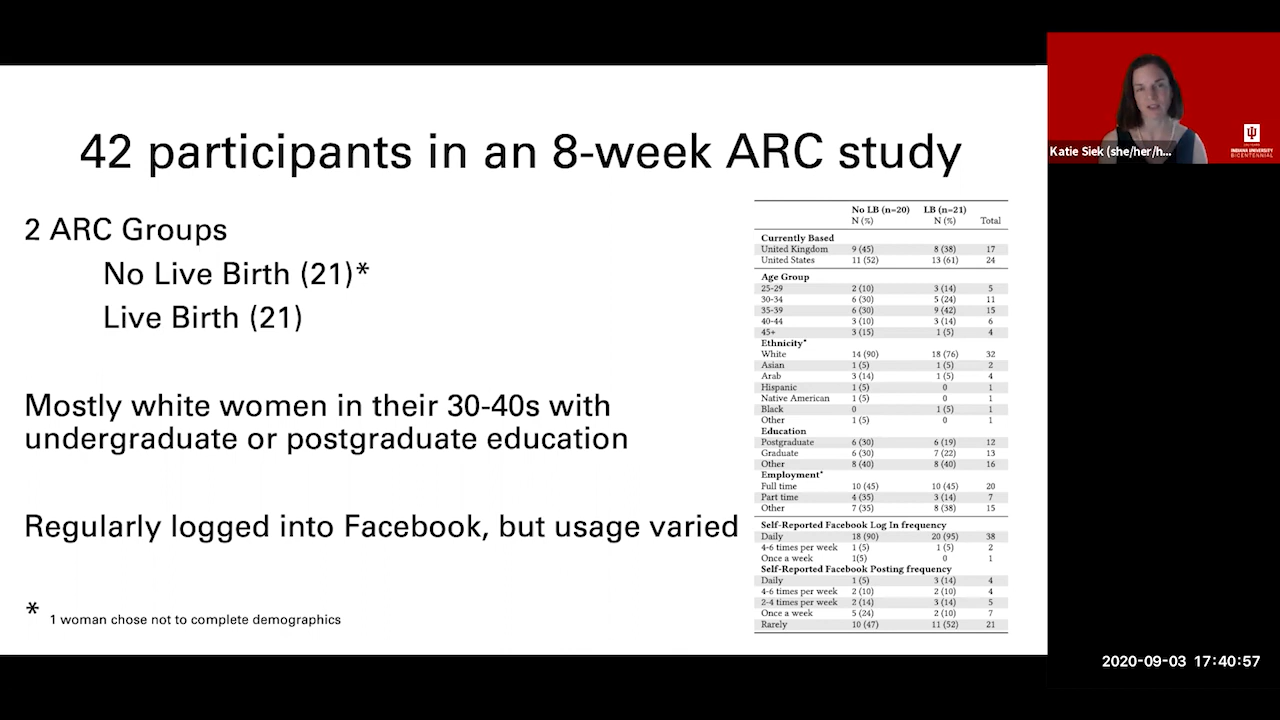 42 participants in an 8-week ARC study
2 ARC Groups
No Live Birth (21)*
Live Birth (21)
Mostly white women in their 30-40s with
undergraduate or postgraduate education
Regularly logged into Facebook, but usage varied
* 1 woman chose not to complete demographics
No LB (n=20) LB (n=21)
N (%) N (%) Total
Currently Based
United Kingdom 9 (45) 8 (38) 17
United States 11 (52) 13 (61) 24
Age Group
25-29 2 (10) 3 (14) 5
30-34 6 (30) 5 (24) 11
35-39 6 (30) 9 (42) 15
40-44 3 (10) 3 (14) 6
45+ 3 (15) 1 (5) 4
Ethnicity*
White 14 (90) 18 (76) 32
Asian 1 (5) 1 (5) 2
Arab 3 (14) 1 (5) 4
Hispanic 1 (5) 0 1
Native American 1 (5) 0 1
Black 0 1 (5) 1
Other 1 (5) 0 1
Education
Postgraduate 6 (30) 6 (19) 12
Graduate 6 (30) 7 (22) 13
Other 8 (40) 8 (40) 16
Employment*
Full time 10 (45) 10 (45) 20
Part time 4 (35) 3 (14) 7
Other 7 (35) 8 (38) 15
Self-Reported Facebook Log In frequency
Daily 18 (90) 20 (95) 38
4-6 times per week 1 (5) 1 (5) 2
Once a week 1(5) 0 1
Self-Reported Facebook Posting frequency
Daily 1 (5) 3 (14) 4
4-6 times per week 2 (10) 2 (10) 4
2-4 times per week 2 (14) 3 (14) 5
Once a week 5 (24) 2 (10) 7
Rarely 10 (47) 11 (52) 21
Katie Siek (she/her/h...
INDIANA UNIVERSITY
BICENTENNIAL
2020-09-03 17:40:57